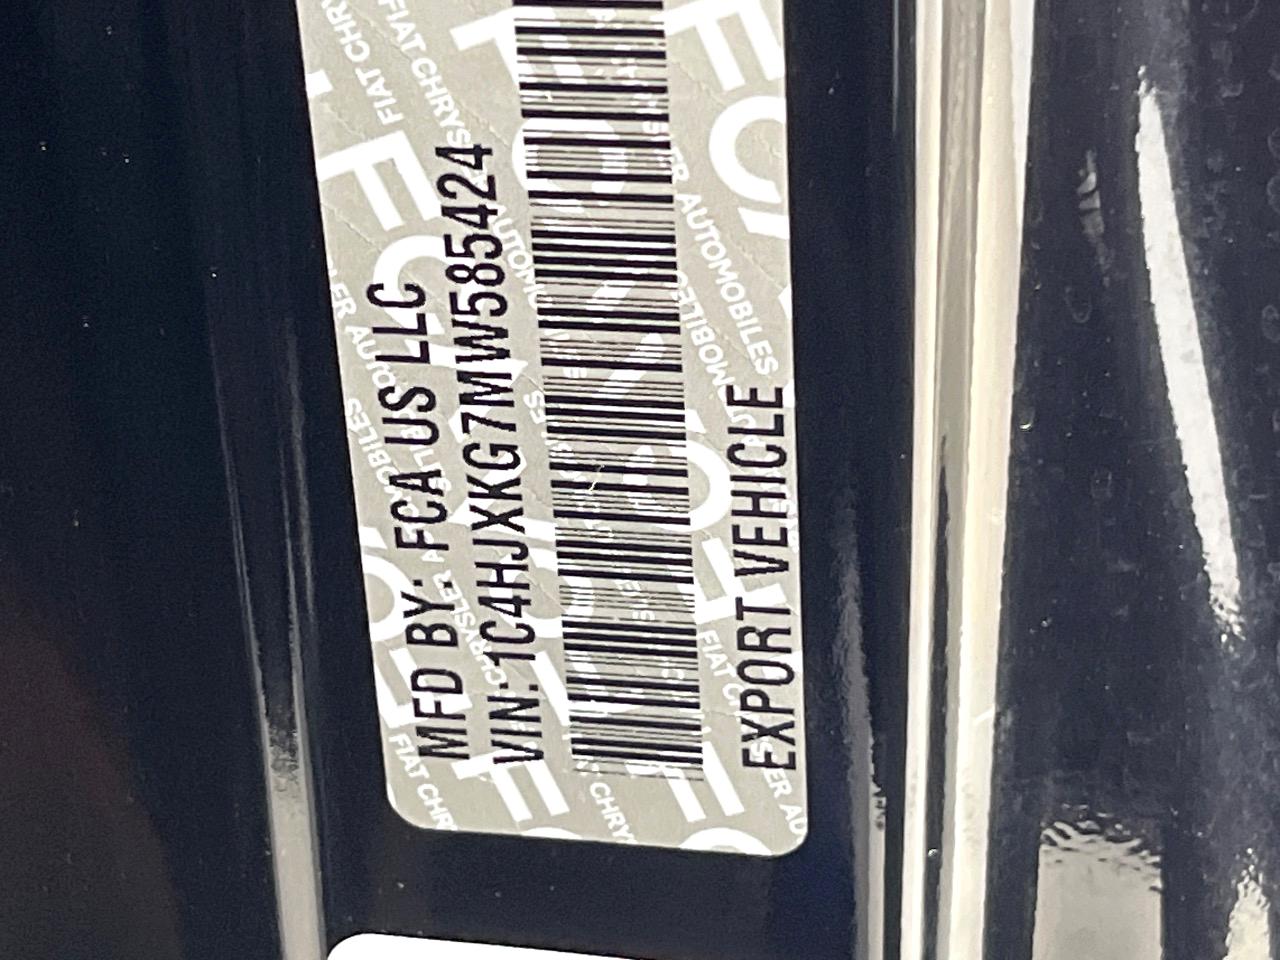 MFD BY: FCA US LLC
VIN: 1C4HJXKG7MW585424
EXPORT VEHICLE